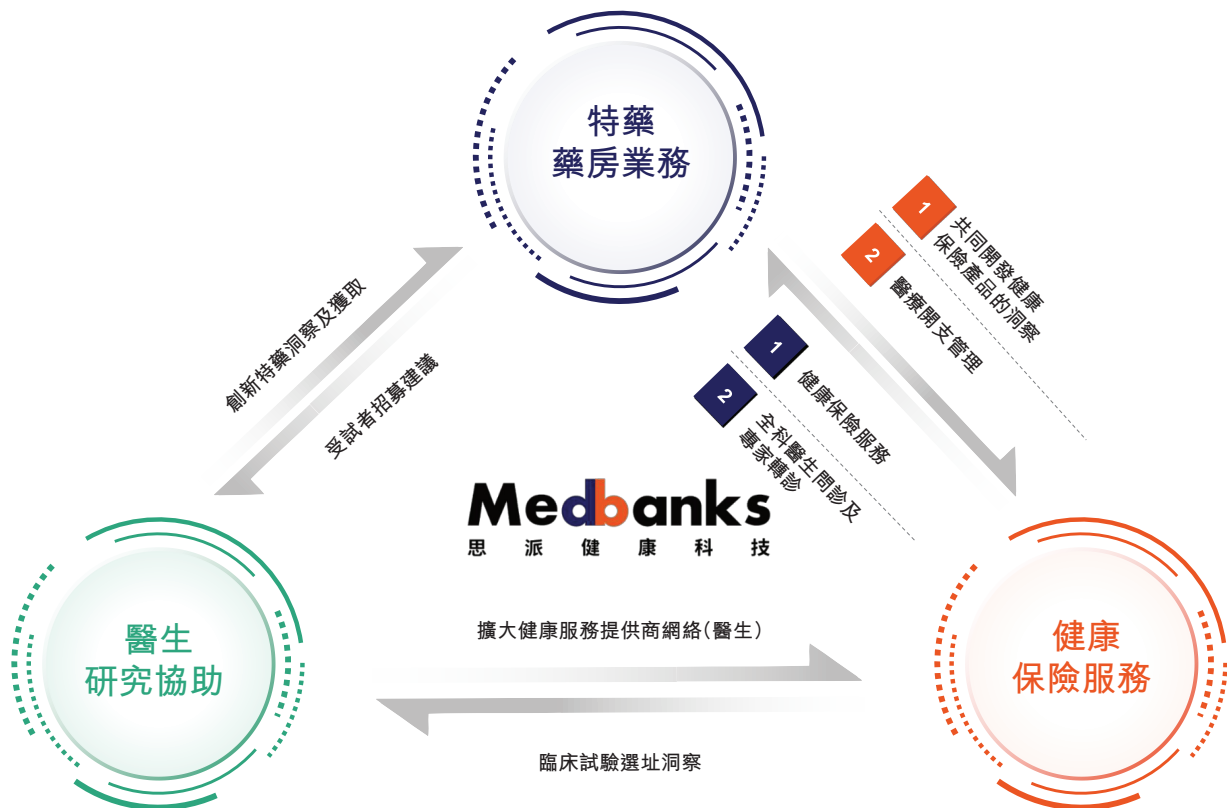 特藥
藥房業務
1
共同開發健康
保險產品的洞察
2
醫療開支管理
創新特藥洞察及獲取
受試者招募建議
1
健康保險服務
2
全科醫生問診及
專家轉診
Medbanks
思派健康科技
擴大健康服務提供商網絡(醫生)
醫生
研究協助
健康
保險服務
臨床試驗選址洞察